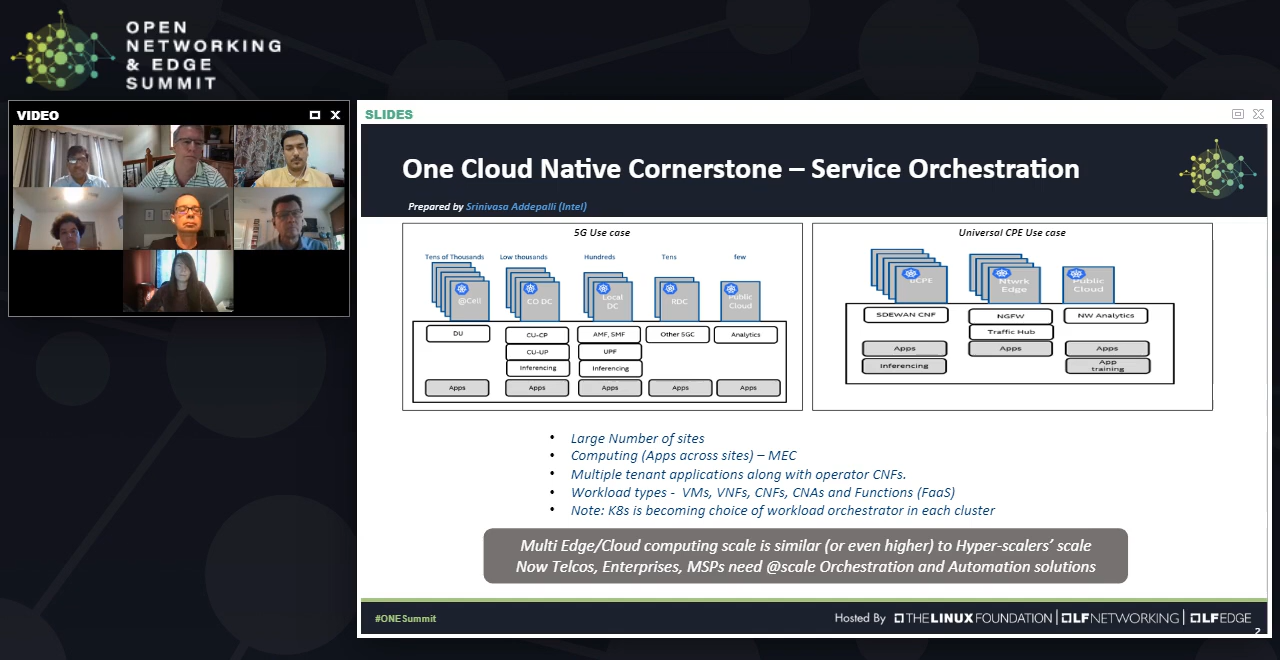 OPEN
NETWORKING
& EDGE
SUMMIT
VIDEO
SLIDES
One Cloud Native Cornerstone – Service Orchestration
Prepared by Srinivasa Addepalli (Intel)
5G Use case
Tens of Thousands Low thousands Hundreds Tens few
@Cell CO DC Local DC RDC Public Cloud
DU CU-CP AMF, SMF Other 5GC Analytics
CU-UP UPF
Inferencing Inferencing
Apps Apps Apps Apps Apps
Universal CPE Use case
uCPE Ntwrk Edge Public Cloud
SDEWAN CNF NGFW NW Analytics
Traffic Hub
Apps Apps Apps
Inferencing App training
• Large Number of sites
• Computing (Apps across sites) – MEC
• Multiple tenant applications along with operator CNFs.
• Workload types - VMs, VNFs, CNFs, CNAs and Functions (FaaS)
• Note: K8s is becoming choice of workload orchestrator in each cluster
Multi Edge/Cloud computing scale is similar (or even higher) to Hyper-scalers’ scale
Now Telcos, Enterprises, MSPs need @scale Orchestration and Automation solutions
#ONESummit
Hosted By THE LINUX FOUNDATION | LF NETWORKING | LF EDGE
2